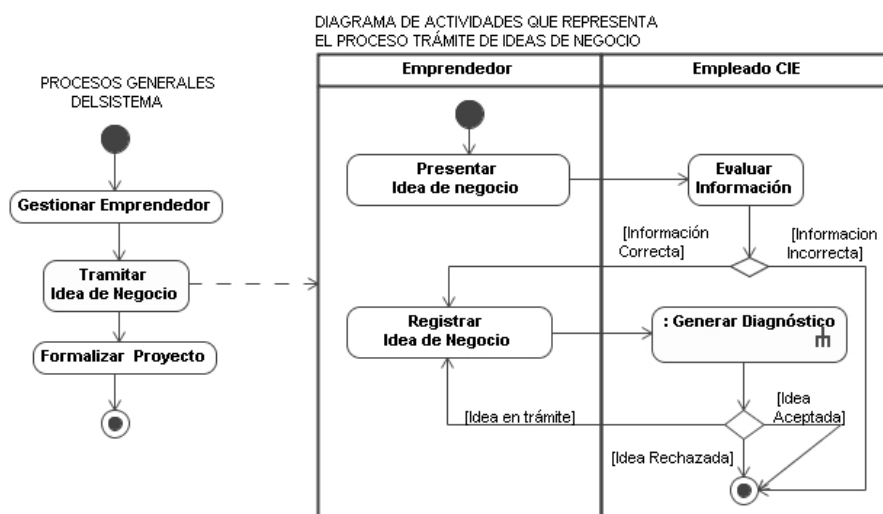 DIAGRAMA DE ACTIVIDADES QUE REPRESENTA
EL PROCESO TRÁMITE DE IDEAS DE NEGOCIO
PROCESOS GENERALES
DELSISTEMA
Gestionar Emprendedor
Tramitar
Idea de Negocio
Formalizar Proyecto
Emprendedor
Empleado CIE
Presentar
Idea de negocio
Evaluar
Información
[Información
Correcta]
[Informacion
Incorrecta]
Registrar
Idea de Negocio
: Generar Diagnóstico
[Idea en trámite]
[Idea
Aceptada]
[Idea Rechazada]